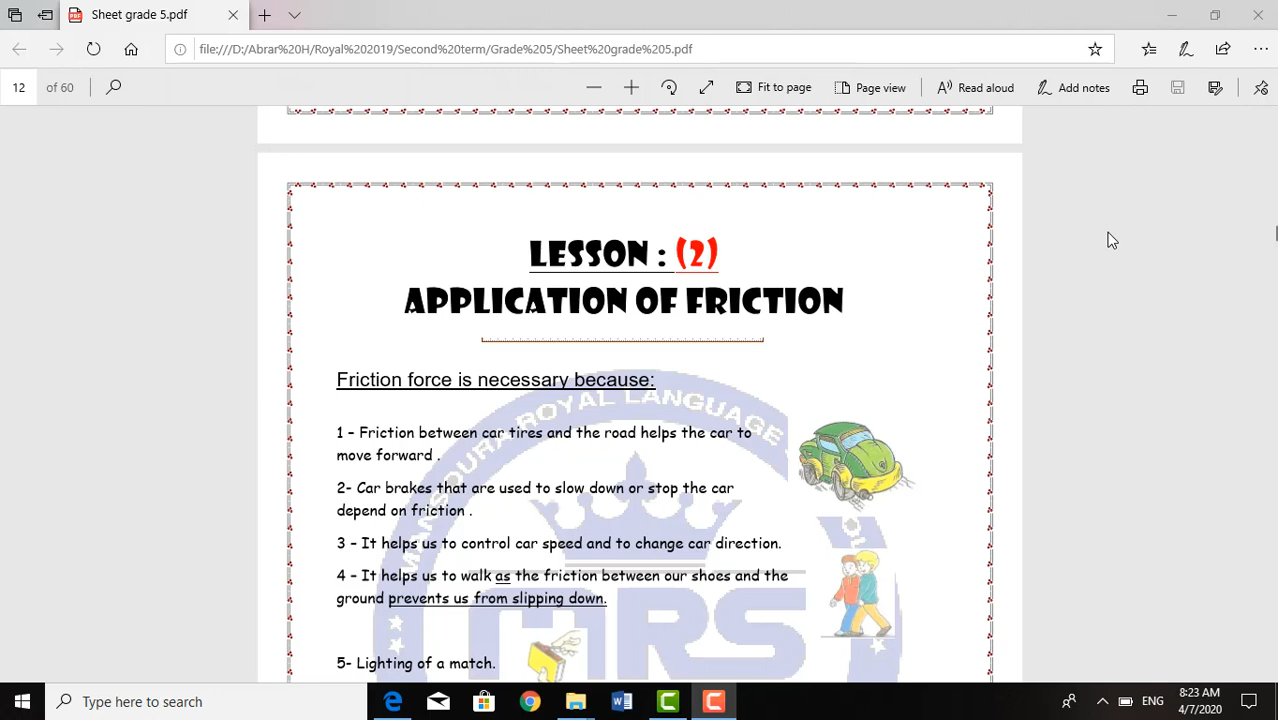 Sheet grade 5.pdf
file:///D:/Abrar%20H/Royal%202019/Second%20term/Grade%205/Sheet%20grade%205.pdf
12 of 60
Fit to page
Page view
Read aloud
Add notes
LESSON : (2)
APPLICATION OF FRICTION
Friction force is necessary because:
1 – Friction between car tires and the road helps the car to
move forward .
2- Car brakes that are used to slow down or stop the car
depend on friction .
3 – It helps us to control car speed and to change car direction.
4 – It helps us to walk as the friction between our shoes and the
ground prevents us from slipping down.
5- Lighting of a match.
MANSOURA ROYAL LANGUAGE
MRS
Type here to search
ENG
8:23 AM
4/7/2020